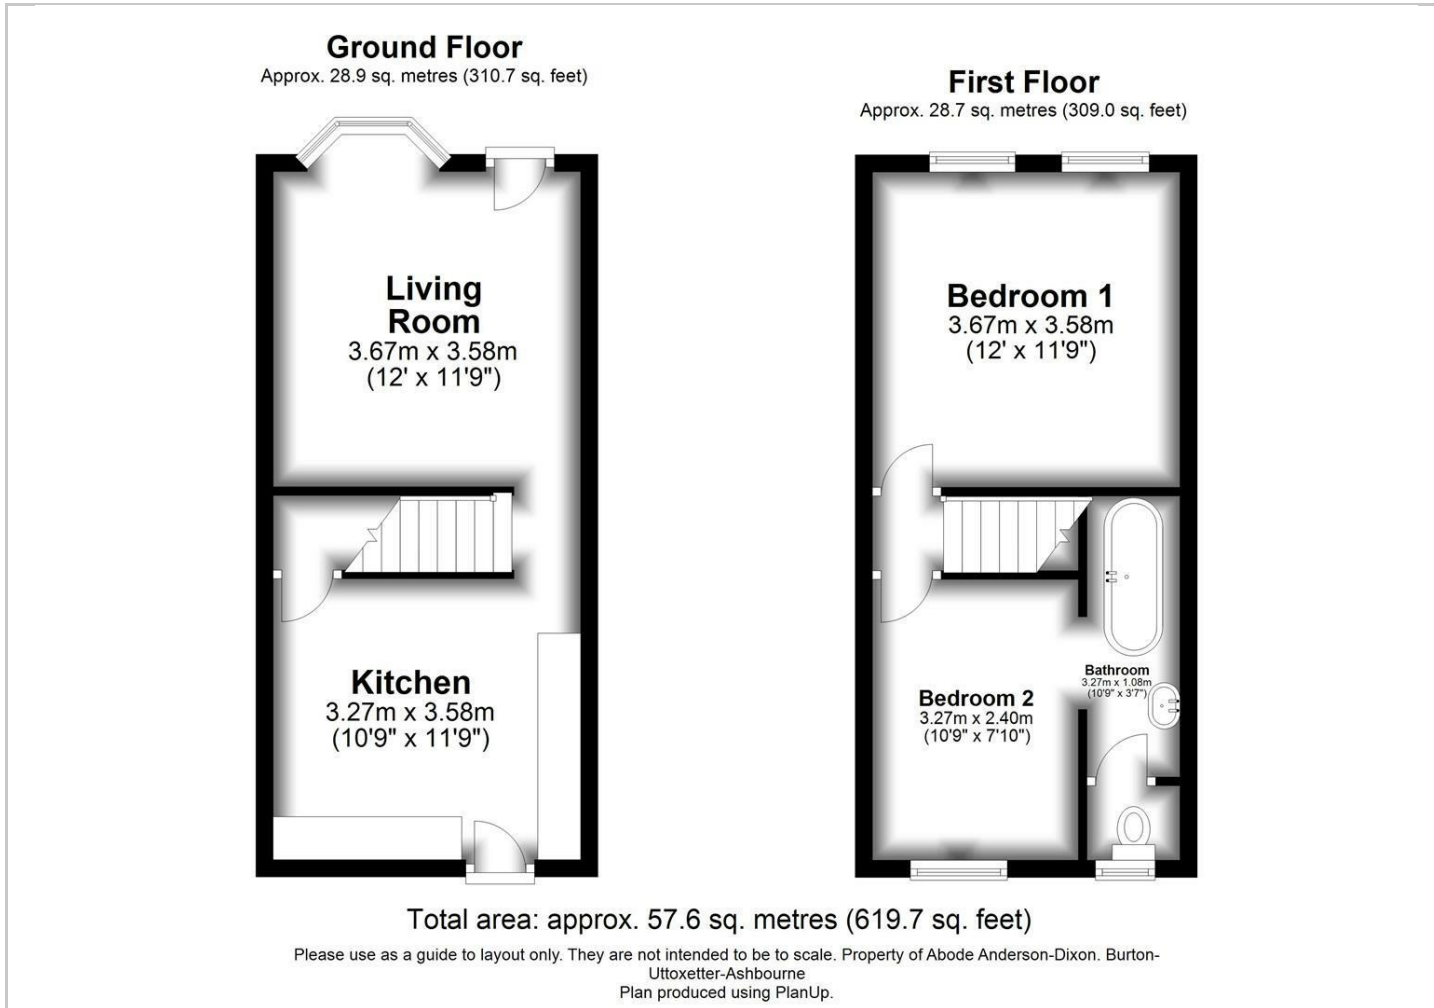 Ground Floor
Approx. 28.9 sq. metres (310.7 sq. feet)
Living
Room
3.67m x 3.58m
(12' x 11'9")
Kitchen
3.27m x 3.58m
(10'9" x 11'9")
First Floor
Approx. 28.7 sq. metres (309.0 sq. feet)
Bedroom 1
3.67m x 3.58m
(12' x 11'9")
Bedroom 2
3.27m x 2.40m
(10'9" x 7'10")
Bathroom
3.27m x 1.08m
(10'9" x 3'7")
Total area: approx. 57.6 sq. metres (619.7 sq. feet)
Please use as a guide to layout only. They are not intended to be to scale. Property of Abode Anderson-Dixon. Burton-
Uttoxetter-Ashbourne
Plan produced using PlanUp.